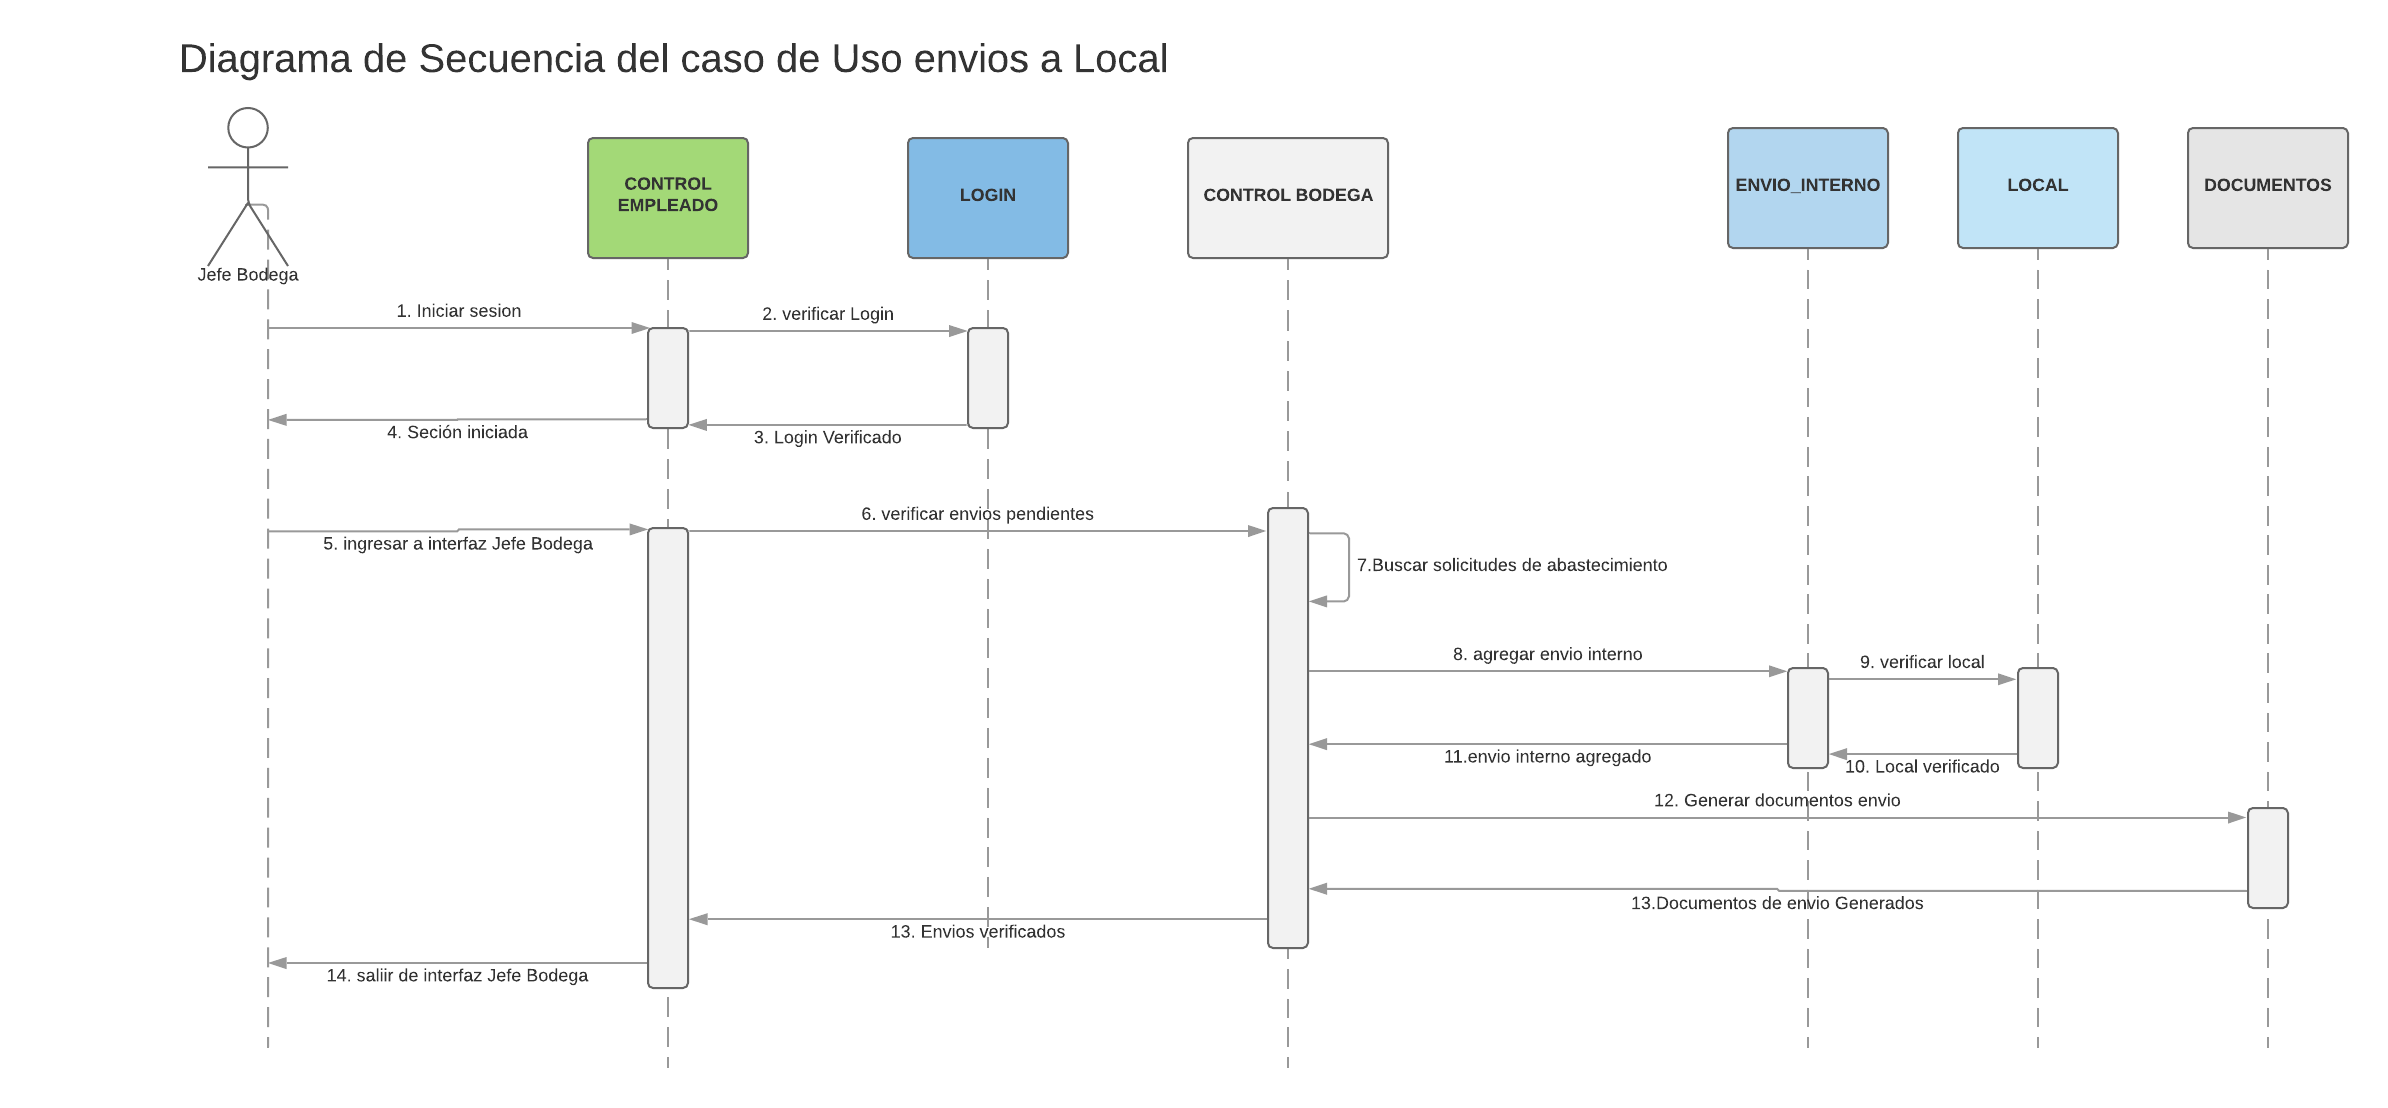 Diagrama de Secuencia del caso de Uso envios a Local
Jefe Bodega
CONTROL
EMPLEADO
LOGIN
CONTROL BODEGA
ENVIO_INTERNO
LOCAL
DOCUMENTOS
1. Iniciar sesion
2. verificar Login
3. Login Verificado
4. Seción iniciada
5. ingresar a interfaz Jefe Bodega
6. verificar envios pendientes
7.Buscar solicitudes de abastecimiento
8. agregar envio interno
9. verificar local
10. Local verificado
11.envio interno agregado
12. Generar documentos envio
13.Documentos de envio Generados
13. Envios verificados
14. saliir de interfaz Jefe Bodega